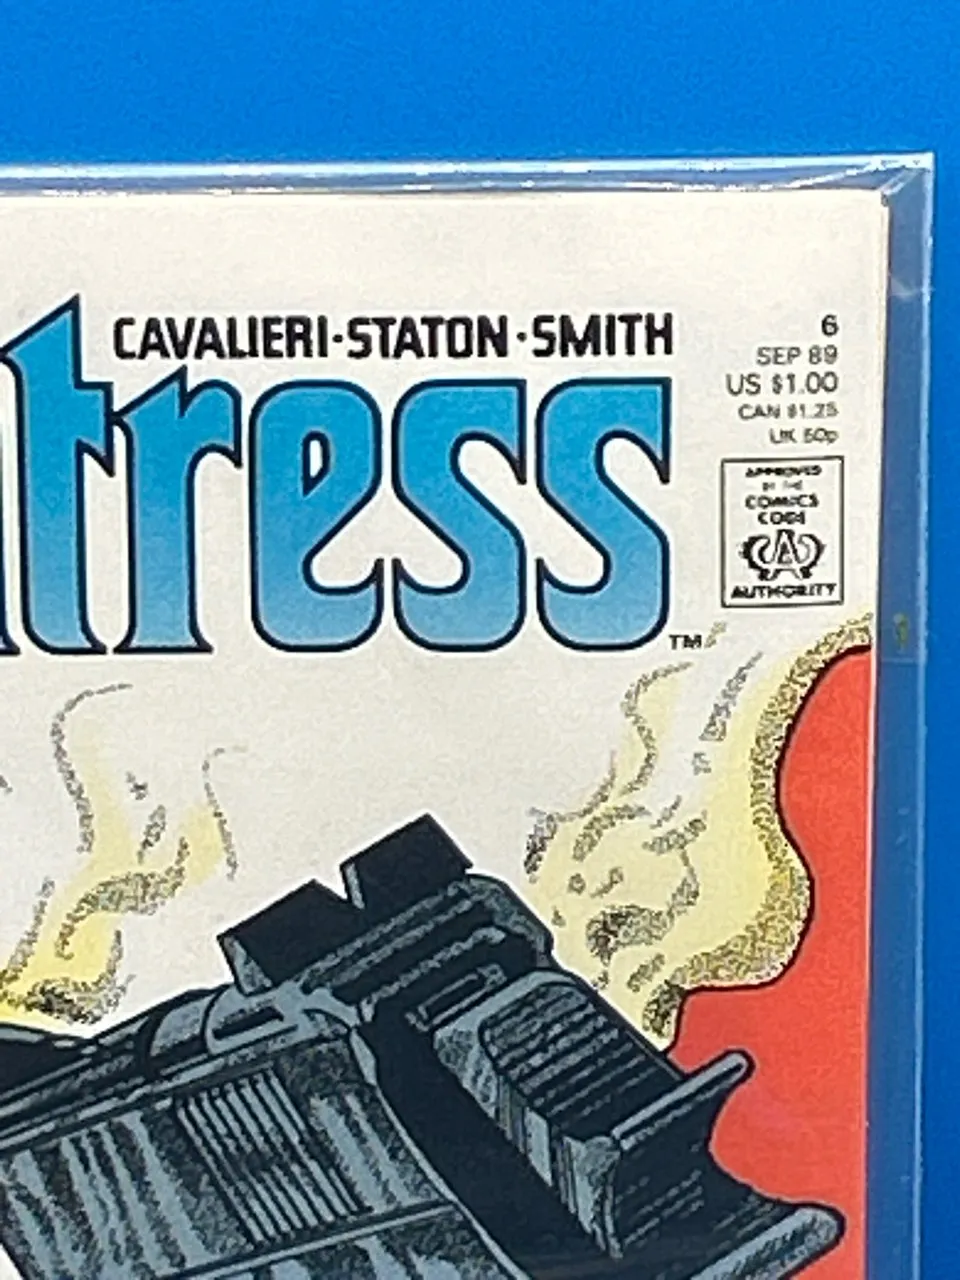 CAVALIERI·STATON·SMITH
6
SEP 89
US $1.00
CAN $1.25
UK 50p
tress
TM
APPROVED
BY THE
COMICS
CODE
A
AUTHORITY